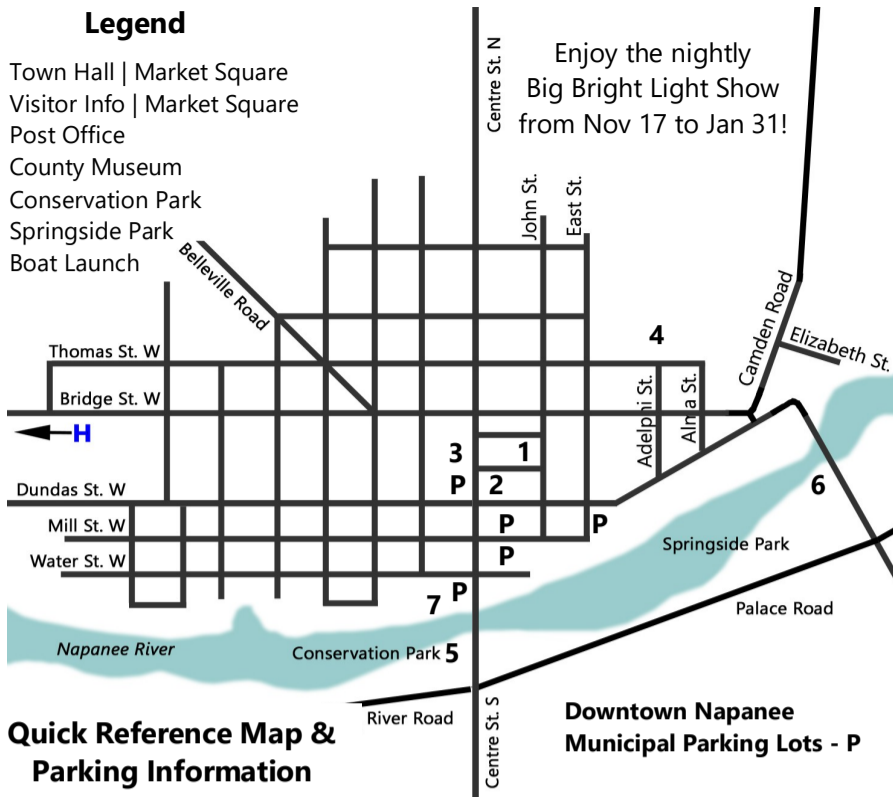 Legend
Town Hall | Market Square
Visitor Info | Market Square
Post Office
County Museum
Conservation Park
Springside Park
Boat Launch
Enjoy the nightly
Big Bright Light Show
from Nov 17 to Jan 31!
Centre St. N
John St.
East St.
Belleville Road
Camden Road
Elizabeth St.
4
Thomas St. W
Bridge St. W
Adelphi St.
Alma St.
H
3
1
P
2
6
Dundas St. W
Mill St. W
P
P
Water St. W
P
Springside Park
7
P
Palace Road
Napanee River
Conservation Park 5
River Road
Centre St. S
Quick Reference Map &
Parking Information
Downtown Napanee
Municipal Parking Lots - P